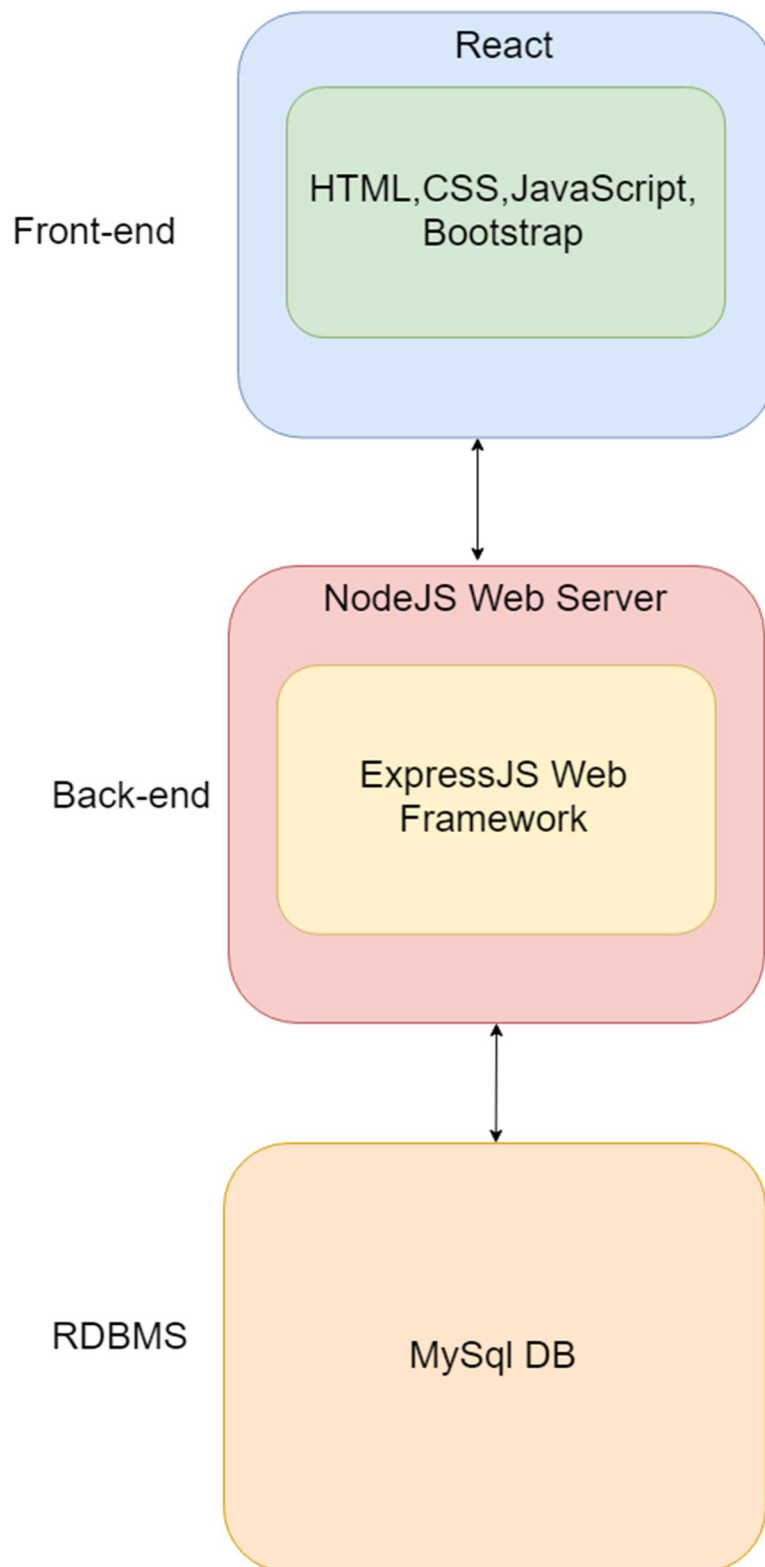 React
HTML,CSS,JavaScript,
Bootstrap
Front-end
NodeJS Web Server
ExpressJS Web
Framework
Back-end
RDBMS
MySql DB